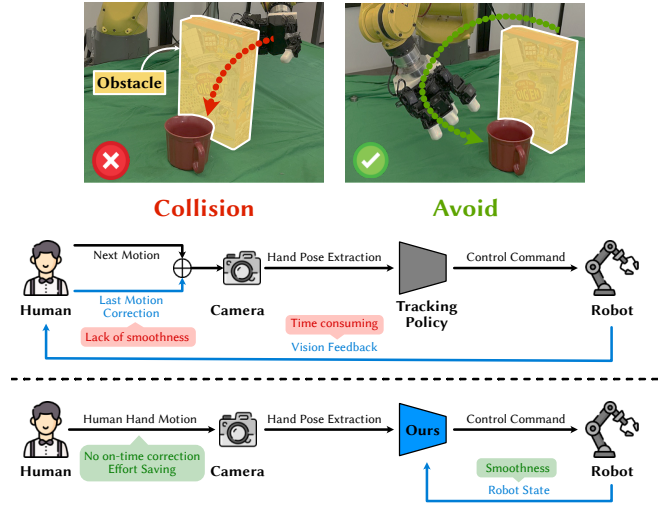 Obstacle
Collision
Avoid
Next Motion
Hand Pose Extraction
Control Command
Human
Last Motion
Correction
Camera
Tracking
Policy
Robot
Lack of smoothness
Time consuming
Vision Feedback
Human Hand Motion
Hand Pose Extraction
Control Command
Ours
No on-time correction
Effort Saving
Smoothness
Human
Camera
Robot State
Robot